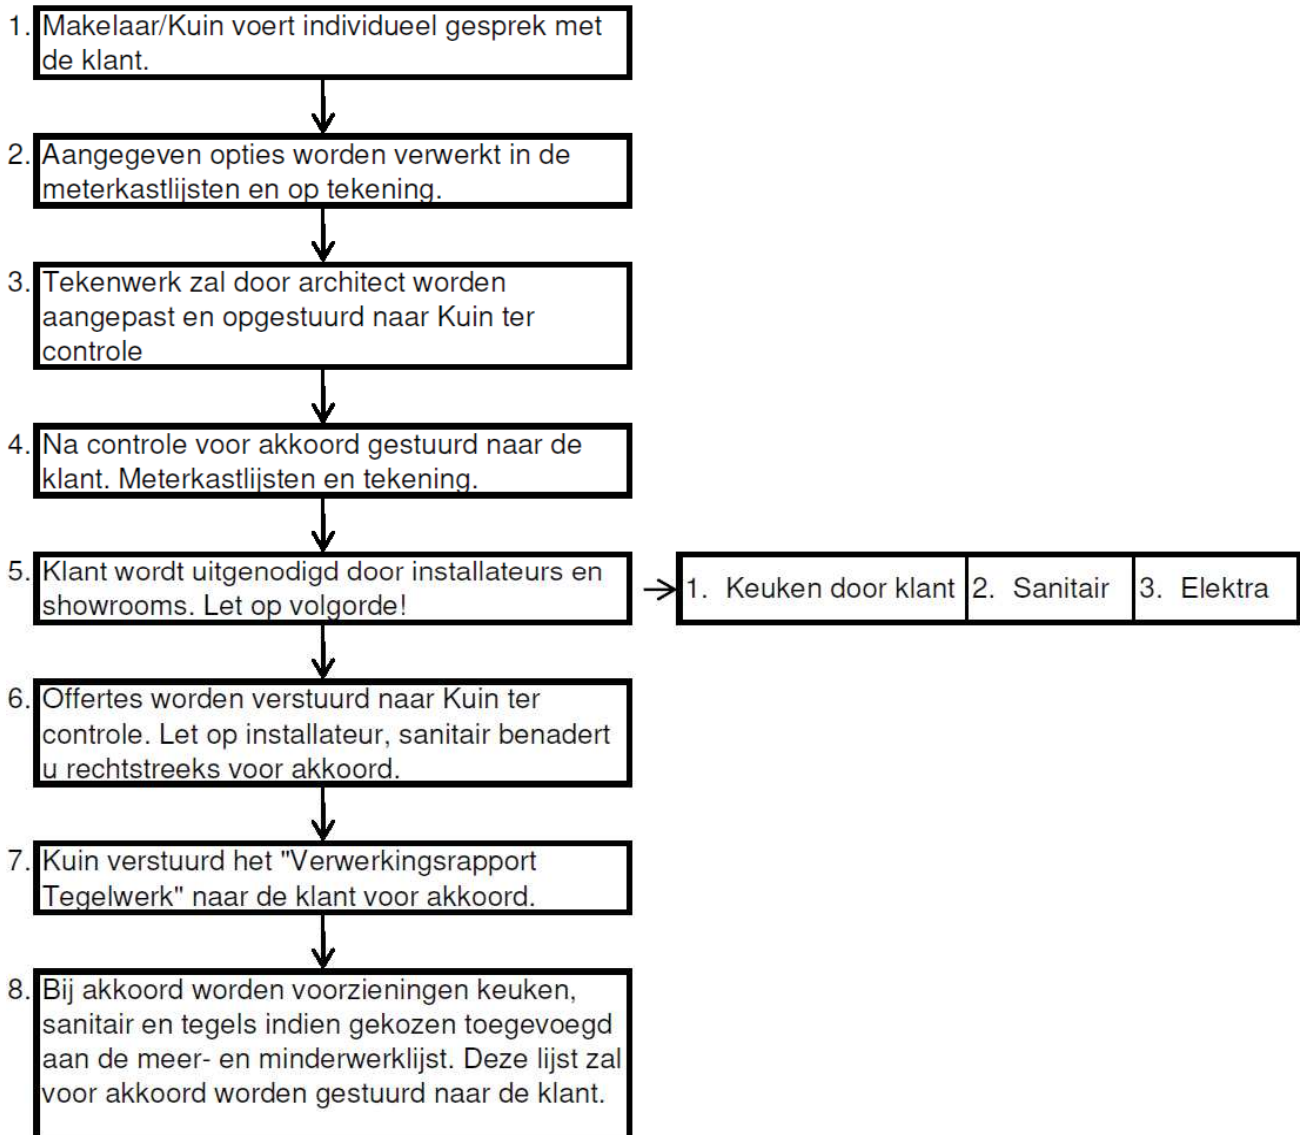 1. Makelaar/Kuin voert individueel gesprek met
de klant.
2. Aangegeven opties worden verwerkt in de
meterkastlijsten en op tekening.
3. Tekenwerk zal door architect worden
aangepast en opgestuurd naar Kuin ter
controle
4. Na controle voor akkoord gestuurd naar de
klant. Meterkastlijsten en tekening.
5. Klant wordt uitgenodigd door installateurs en
showrooms. Let op volgorde!
1. Keuken door klant 2. Sanitair 3. Elektra
6. Offertes worden verstuurd naar Kuin ter
controle. Let op installateur, sanitair benadert
u rechtstreeks voor akkoord.
7. Kuin verstuurd het "Verwerkingsrapport
Tegelwerk" naar de klant voor akkoord.
8. Bij akkoord worden voorzieningen keuken,
sanitair en tegels indien gekozen toegevoegd
aan de meer- en minderwerklijst. Deze lijst zal
voor akkoord worden gestuurd naar de klant.